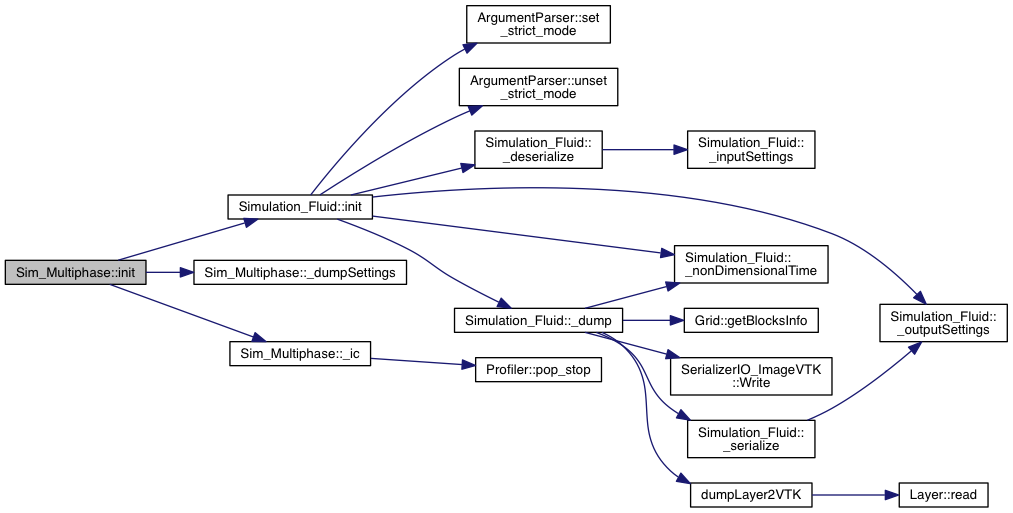 ArgumentParser::set
_strict_mode
ArgumentParser::unset
_strict_mode
Simulation_Fluid::
_deserialize
Simulation_Fluid::
_inputSettings
Simulation_Fluid::init
Sim_Multiphase::init
Sim_Multiphase::_dumpSettings
Simulation_Fluid::
_nonDimensionalTime
Simulation_Fluid::_dump
Grid::getBlocksInfo
Simulation_Fluid::
_outputSettings
Sim_Multiphase::_ic
Profiler::pop_stop
SerializerIO_ImageVTK
::Write
Simulation_Fluid::
_serialize
dumpLayer2VTK
Layer::read